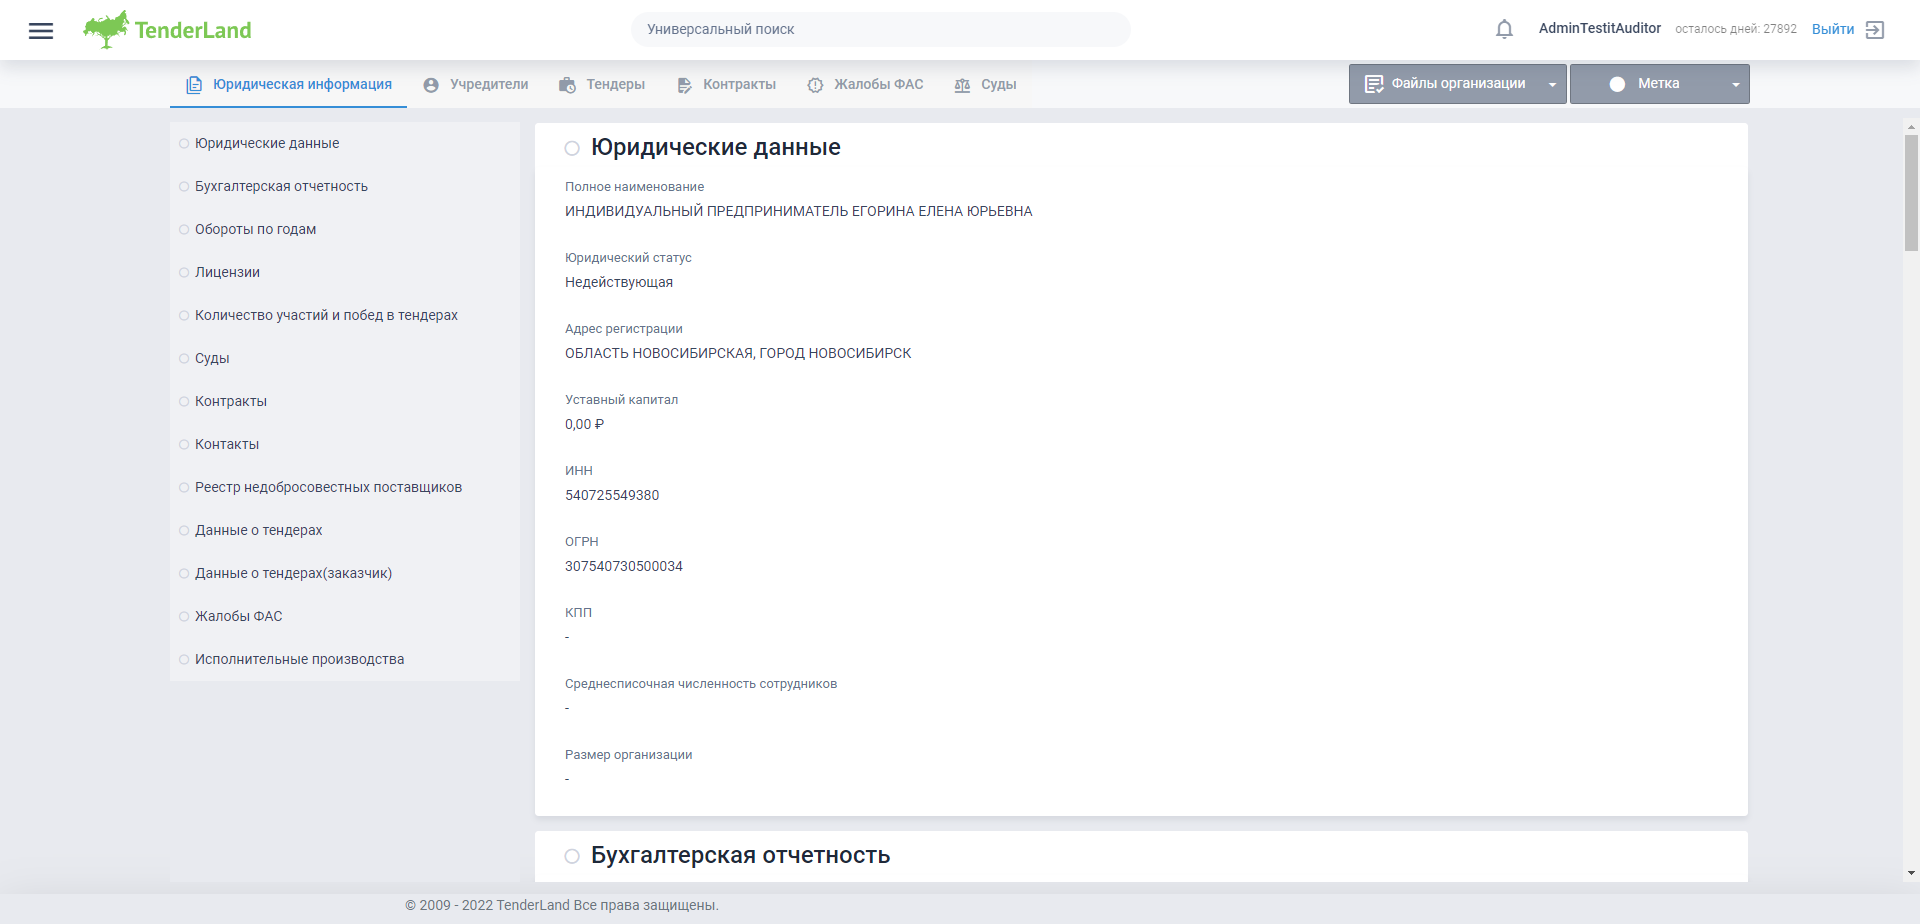 TenderLand
Универсальный поиск
AdminTestitAuditor
осталось дней: 27892
Выйти
Юридическая информация
Учредители
Тендеры
Контракты
Жалобы ФАС
Суды
Файлы организации
Метка
Юридические данные
Бухгалтерская отчетность
Обороты по годам
Лицензии
Количество участий и побед в тендерах
Суды
Контракты
Контакты
Реестр недобросовестных поставщиков
Данные о тендерах
Данные о тендерах(заказчик)
Жалобы ФАС
Исполнительные производства
Юридические данные
Полное наименование
ИНДИВИДУАЛЬНЫЙ ПРЕДПРИНИМАТЕЛЬ ЕГОРИНА ЕЛЕНА ЮРЬЕВНА
Юридический статус
Недействующая
Адрес регистрации
ОБЛАСТЬ НОВОСИБИРСКАЯ, ГОРОД НОВОСИБИРСК
Уставный капитал
0,00 ₽
ИНН
540725549380
ОГРН
307540730500034
КПП
-
Среднесписочная численность сотрудников
-
Размер организации
-
Бухгалтерская отчетность
© 2009 - 2022 TenderLand Все права защищены.